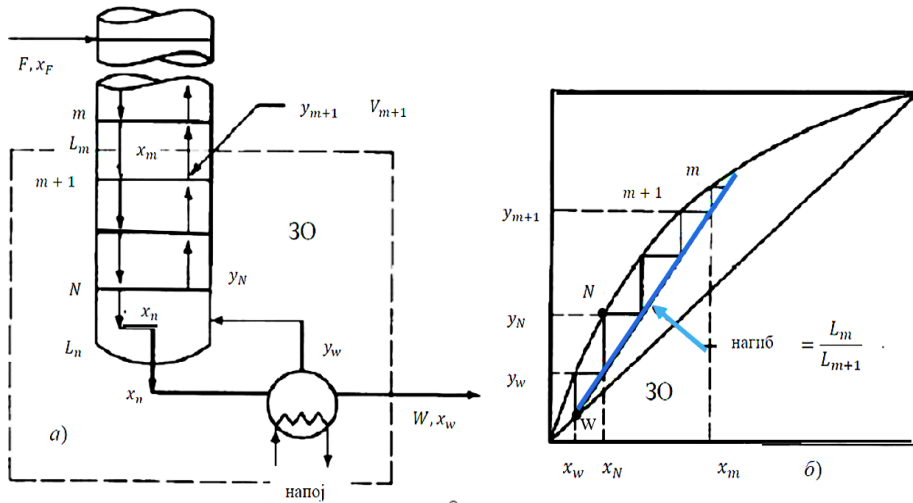 F, x_F
m
L_m
x_m
y_{m+1} V_{m+1}
m + 1
ЗО
N
y_N
x_n
L_n
y_w
x_n
W, x_w
а)
напој
m
m + 1
y_{m+1}
N
y_N
нагиб = \frac{L_m}{L_{m+1}} .
y_w
ЗО
W
x_w x_N x_m б)